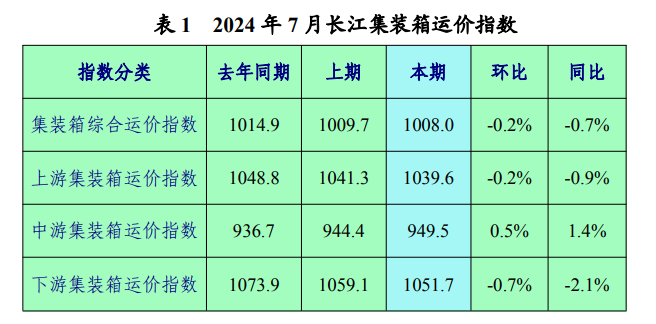 表 1 2024 年 7 月长江集装箱运价指数
指数分类 去年同期 上期 本期 环比 同比
集装箱综合运价指数 1014.9 1009.7 1008.0 -0.2% -0.7%
上游集装箱运价指数 1048.8 1041.3 1039.6 -0.2% -0.9%
中游集装箱运价指数 936.7 944.4 949.5 0.5% 1.4%
下游集装箱运价指数 1073.9 1059.1 1051.7 -0.7% -2.1%